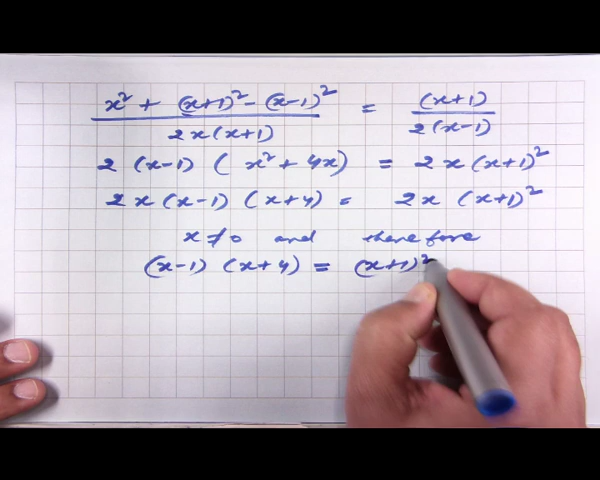 x² + (x+1)² - (x-1)² / 2x(x+1) = (x+1) / 2(x-1)
2 (x-1) (x² + 4x) = 2x(x+1)²
2x(x-1) (x+4) = 2x (x+1)²
x ≠ 0 and therefore
(x-1) (x+4) = (x+1)²